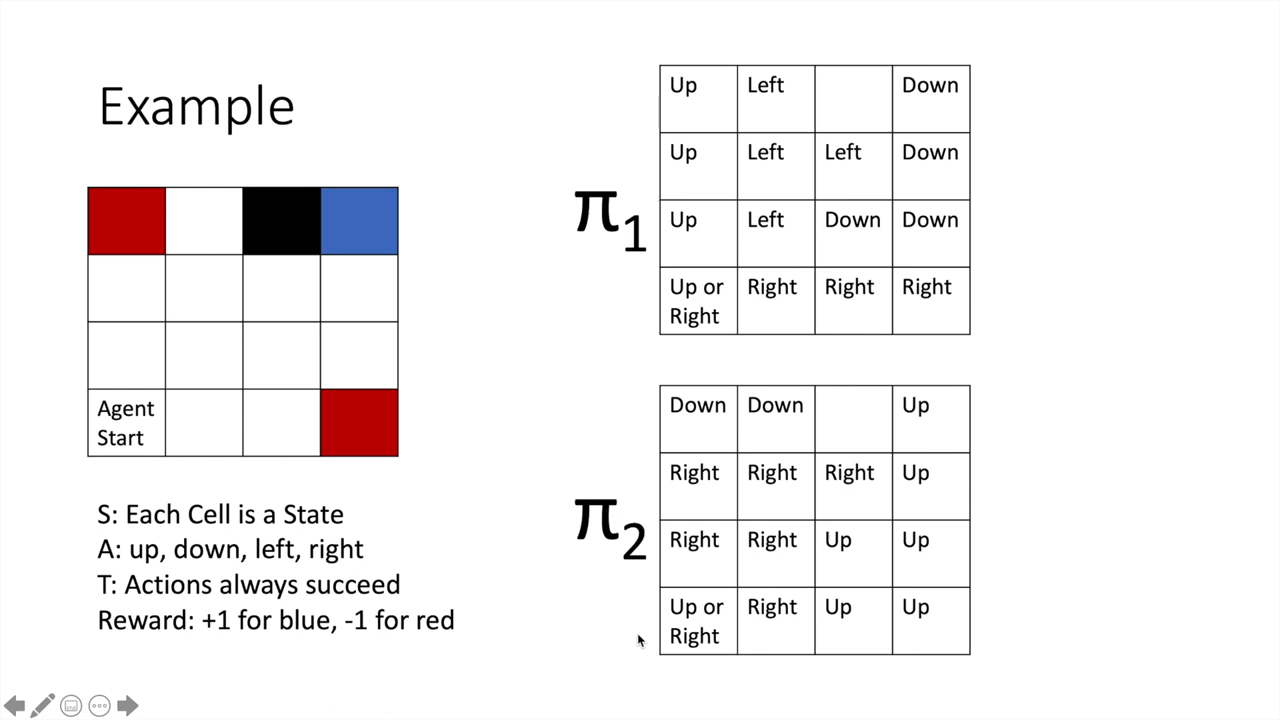 Example
Agent
Start
S: Each Cell is a State
A: up, down, left, right
T: Actions always succeed
Reward: +1 for blue, -1 for red
π1
Up Left Down
Up Left Left Down
Up Left Down Down
Up or Right Right Right
Right
π2
Down Down Up
Right Right Right Up
Right Right Up Up
Up or Right Up Up
Right